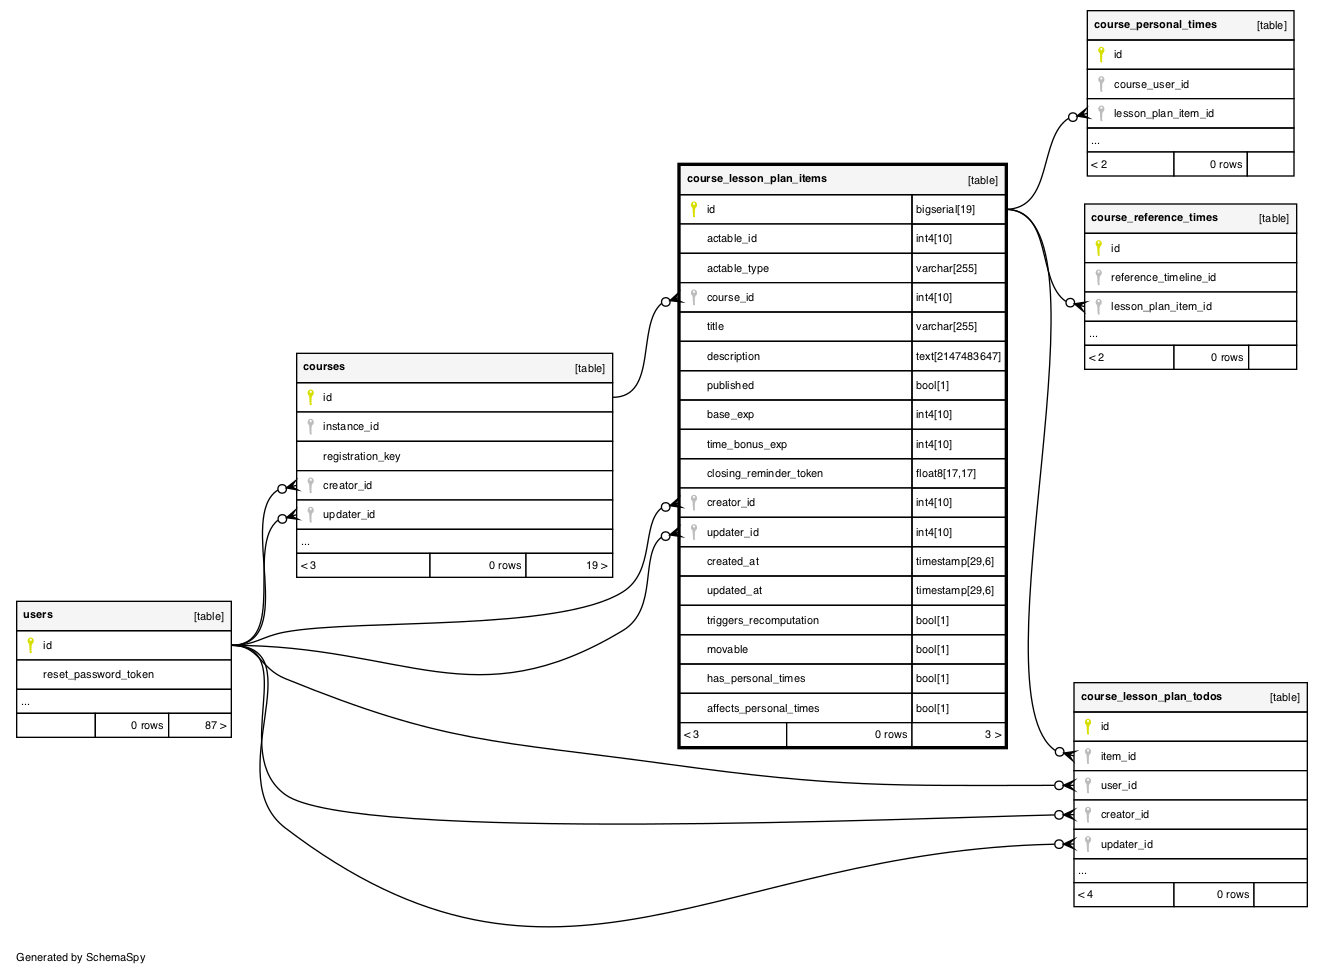 course_personal_times [table]
id
course_user_id
lesson_plan_item_id
...
< 2 0 rows
course_lesson_plan_items [table]
id bigserial[19]
actable_id int4[10]
actable_type varchar[255]
course_id int4[10]
title varchar[255]
description text[2147483647]
published bool[1]
base_exp int4[10]
time_bonus_exp int4[10]
closing_reminder_token float8[17,17]
creator_id int4[10]
updater_id int4[10]
created_at timestamp[29,6]
updated_at timestamp[29,6]
triggers_recomputation bool[1]
movable bool[1]
has_personal_times bool[1]
affects_personal_times bool[1]
< 3 0 rows 3 >
course_reference_times [table]
id
reference_timeline_id
lesson_plan_item_id
...
< 2 0 rows
courses [table]
id
instance_id
registration_key
creator_id
updater_id
...
< 3 0 rows 19 >
users [table]
id
reset_password_token
...
0 rows 87 >
course_lesson_plan_todos [table]
id
item_id
user_id
creator_id
updater_id
...
< 4 0 rows
Generated by SchemaSpy